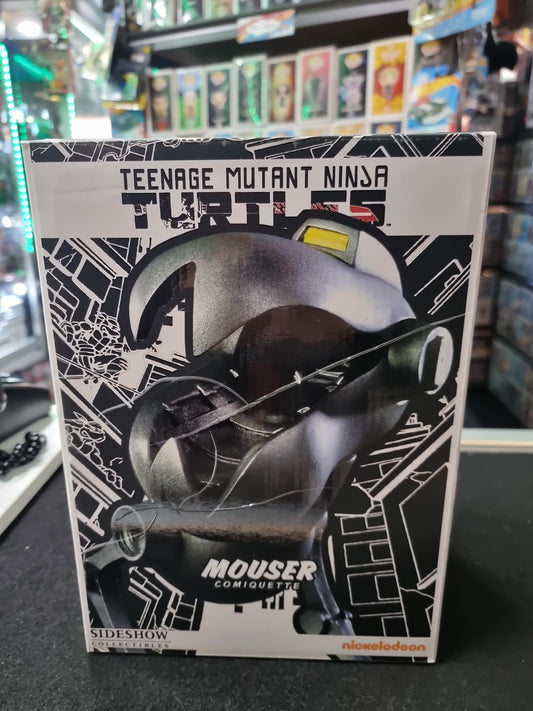 TEENAGE MUTANT NINJA
TURTLES
MOUSER
COMIQUETTE
SIDESHOW
COLLECTIBLES
nickelodeon